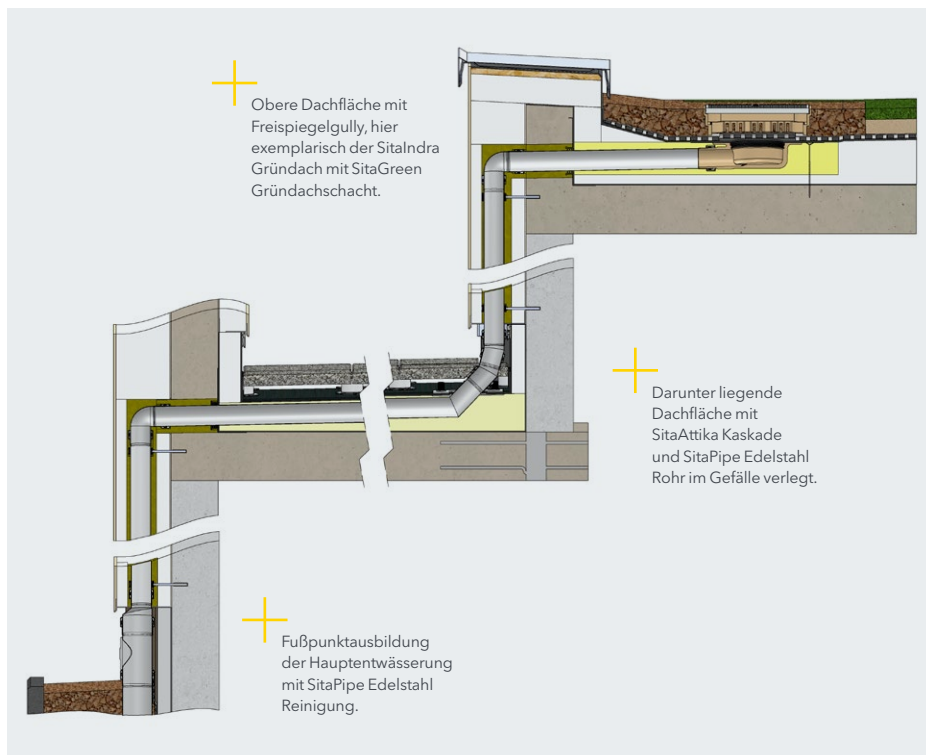 Obere Dachfläche mit
Freispiegelgully, hier
exemplarisch der SitaIndra
Gründach mit SitaGreen
Gründachschacht.
Darunter liegende
Dachfläche mit
SitaAttika Kaskade
und SitaPipe Edelstahl
Rohr im Gefälle verlegt.
Fußpunktausbildung
der Hauptentwässerung
mit SitaPipe Edelstahl
Reinigung.